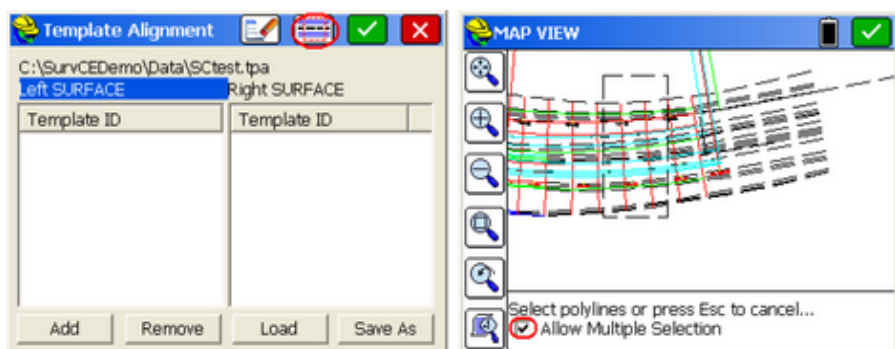 Template Alignment
C:\SurvCEDemo\Data\SCtest.tpa
Left SURFACE Right SURFACE
Template ID Template ID
Add Remove Load Save As
MAP VIEW
Select polylines or press Esc to cancel...
Allow Multiple Selection